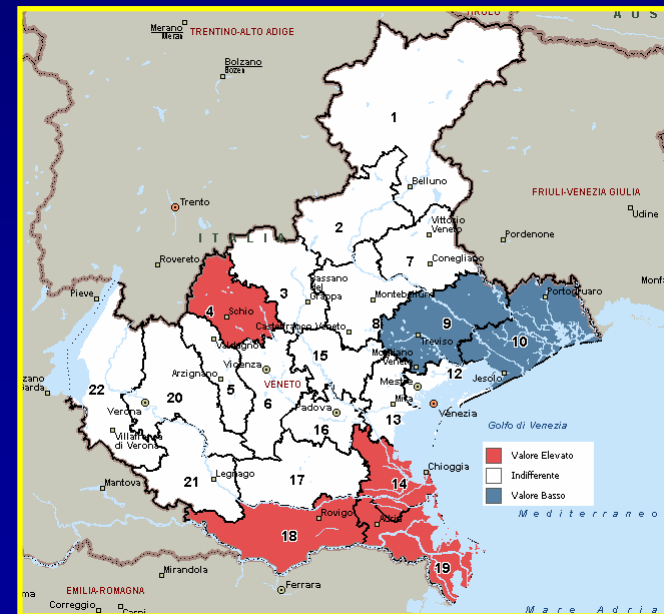 TIROLO
AUS
Merano
Meran
TRENTINO-ALTO ADIGE
Bolzano
Bozen
1
Belluno
FRIULI-VENEZIA GIULIA
Trento
Udine
2
Vittorio
Veneto
ITALIA
Pordenone
Rovereto
7
Conegliano
3
Bassano
del
Grappa
Pieve
Montebelluna
Portogruaro
4
Schio
Castelfranco Veneto
8
9
Treviso
10
Valdagno
15
Mogliano
Veneto
Vicenza
12
Jesolo
Arzignano
22
20
5
6
VENETO
Mestre
Mira
Venezia
Verona
Padova
13
16
Golfo di Venezia
Villafranca
di Verona
Valore Elevato
Indifferente
Valore Basso
Chioggia
Legnago
17
14
21
Mantova
Mediterraneo
Rovigo
Adria
18
19
Mirandola
Ferrara
EMILIA-ROMAGNA
Correggio
Carpi
Mare Adria